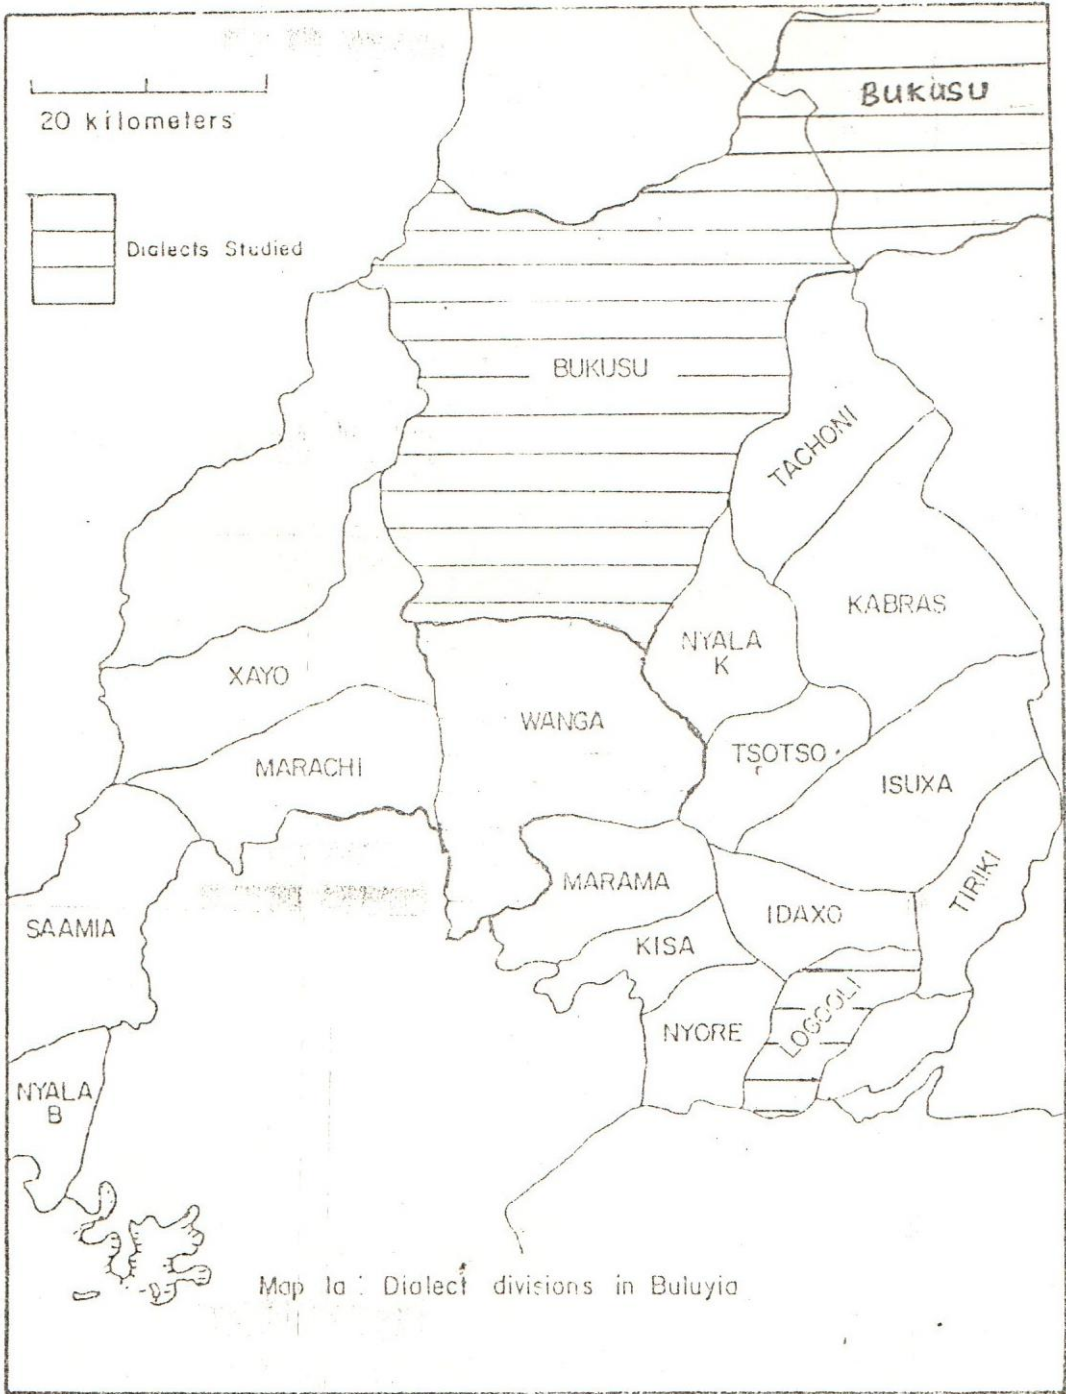 BUKUSU
20 kilometers
Dialects Studied
BUKUSU
TACHONI
KABRAS
NYALA
K
XAYO
WANGA
TSOTSO
MARACHI
ISUXA
MARAMA
TIRIKI
IDAXO
SAAMIA
KISA
LOGOOLI
NYORE
NYALA
B
Map 1a : Dialect divisions in Buluyia